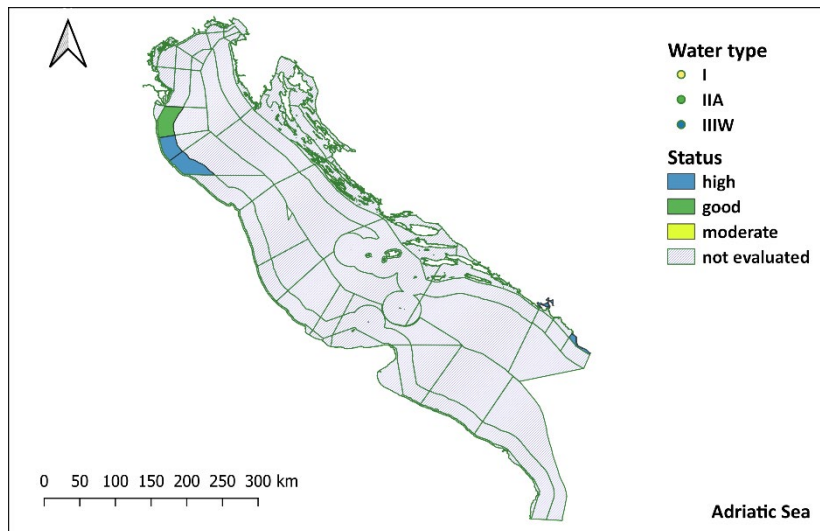 Water type
I
IIA
IIIW
Status
high
good
moderate
not evaluated
0 50 100 150 200 250 300 km
Adriatic Sea